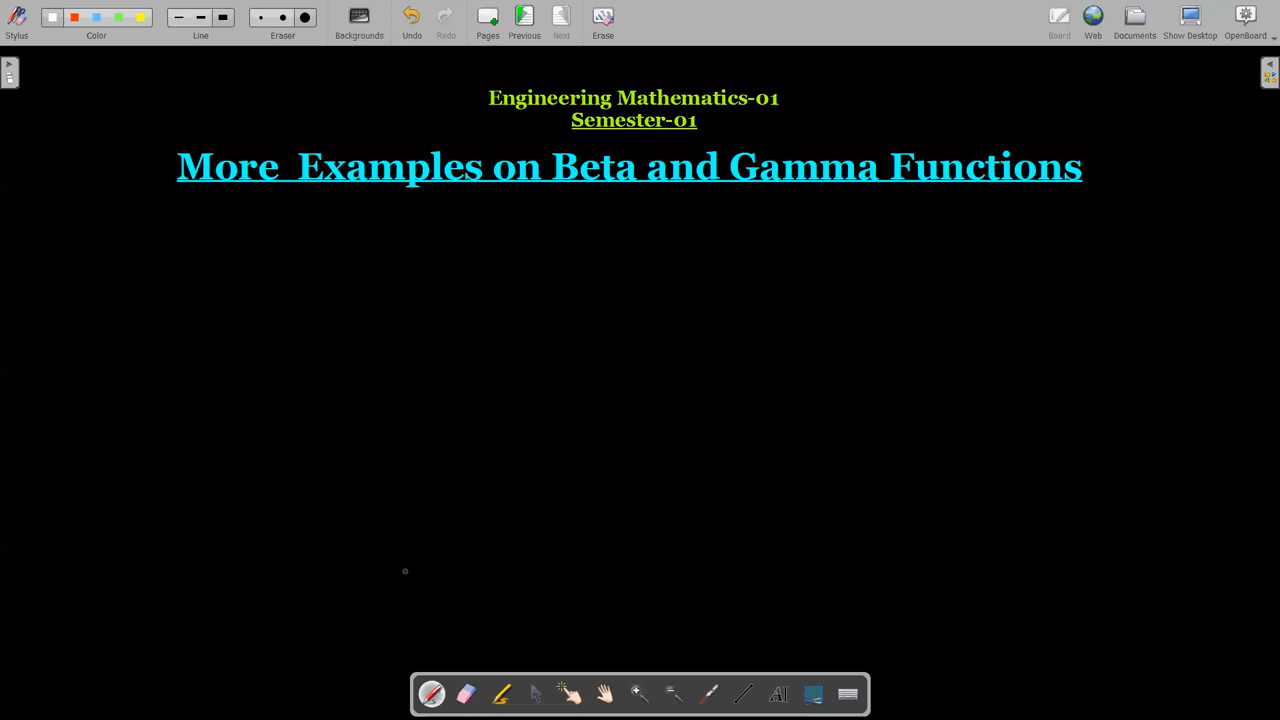 Stylus Color Line Eraser Backgrounds Undo Redo Pages Previous Next Erase Board Web Documents Show Desktop OpenBoard
Engineering Mathematics-01
Semester-01
More Examples on Beta and Gamma Functions
AI